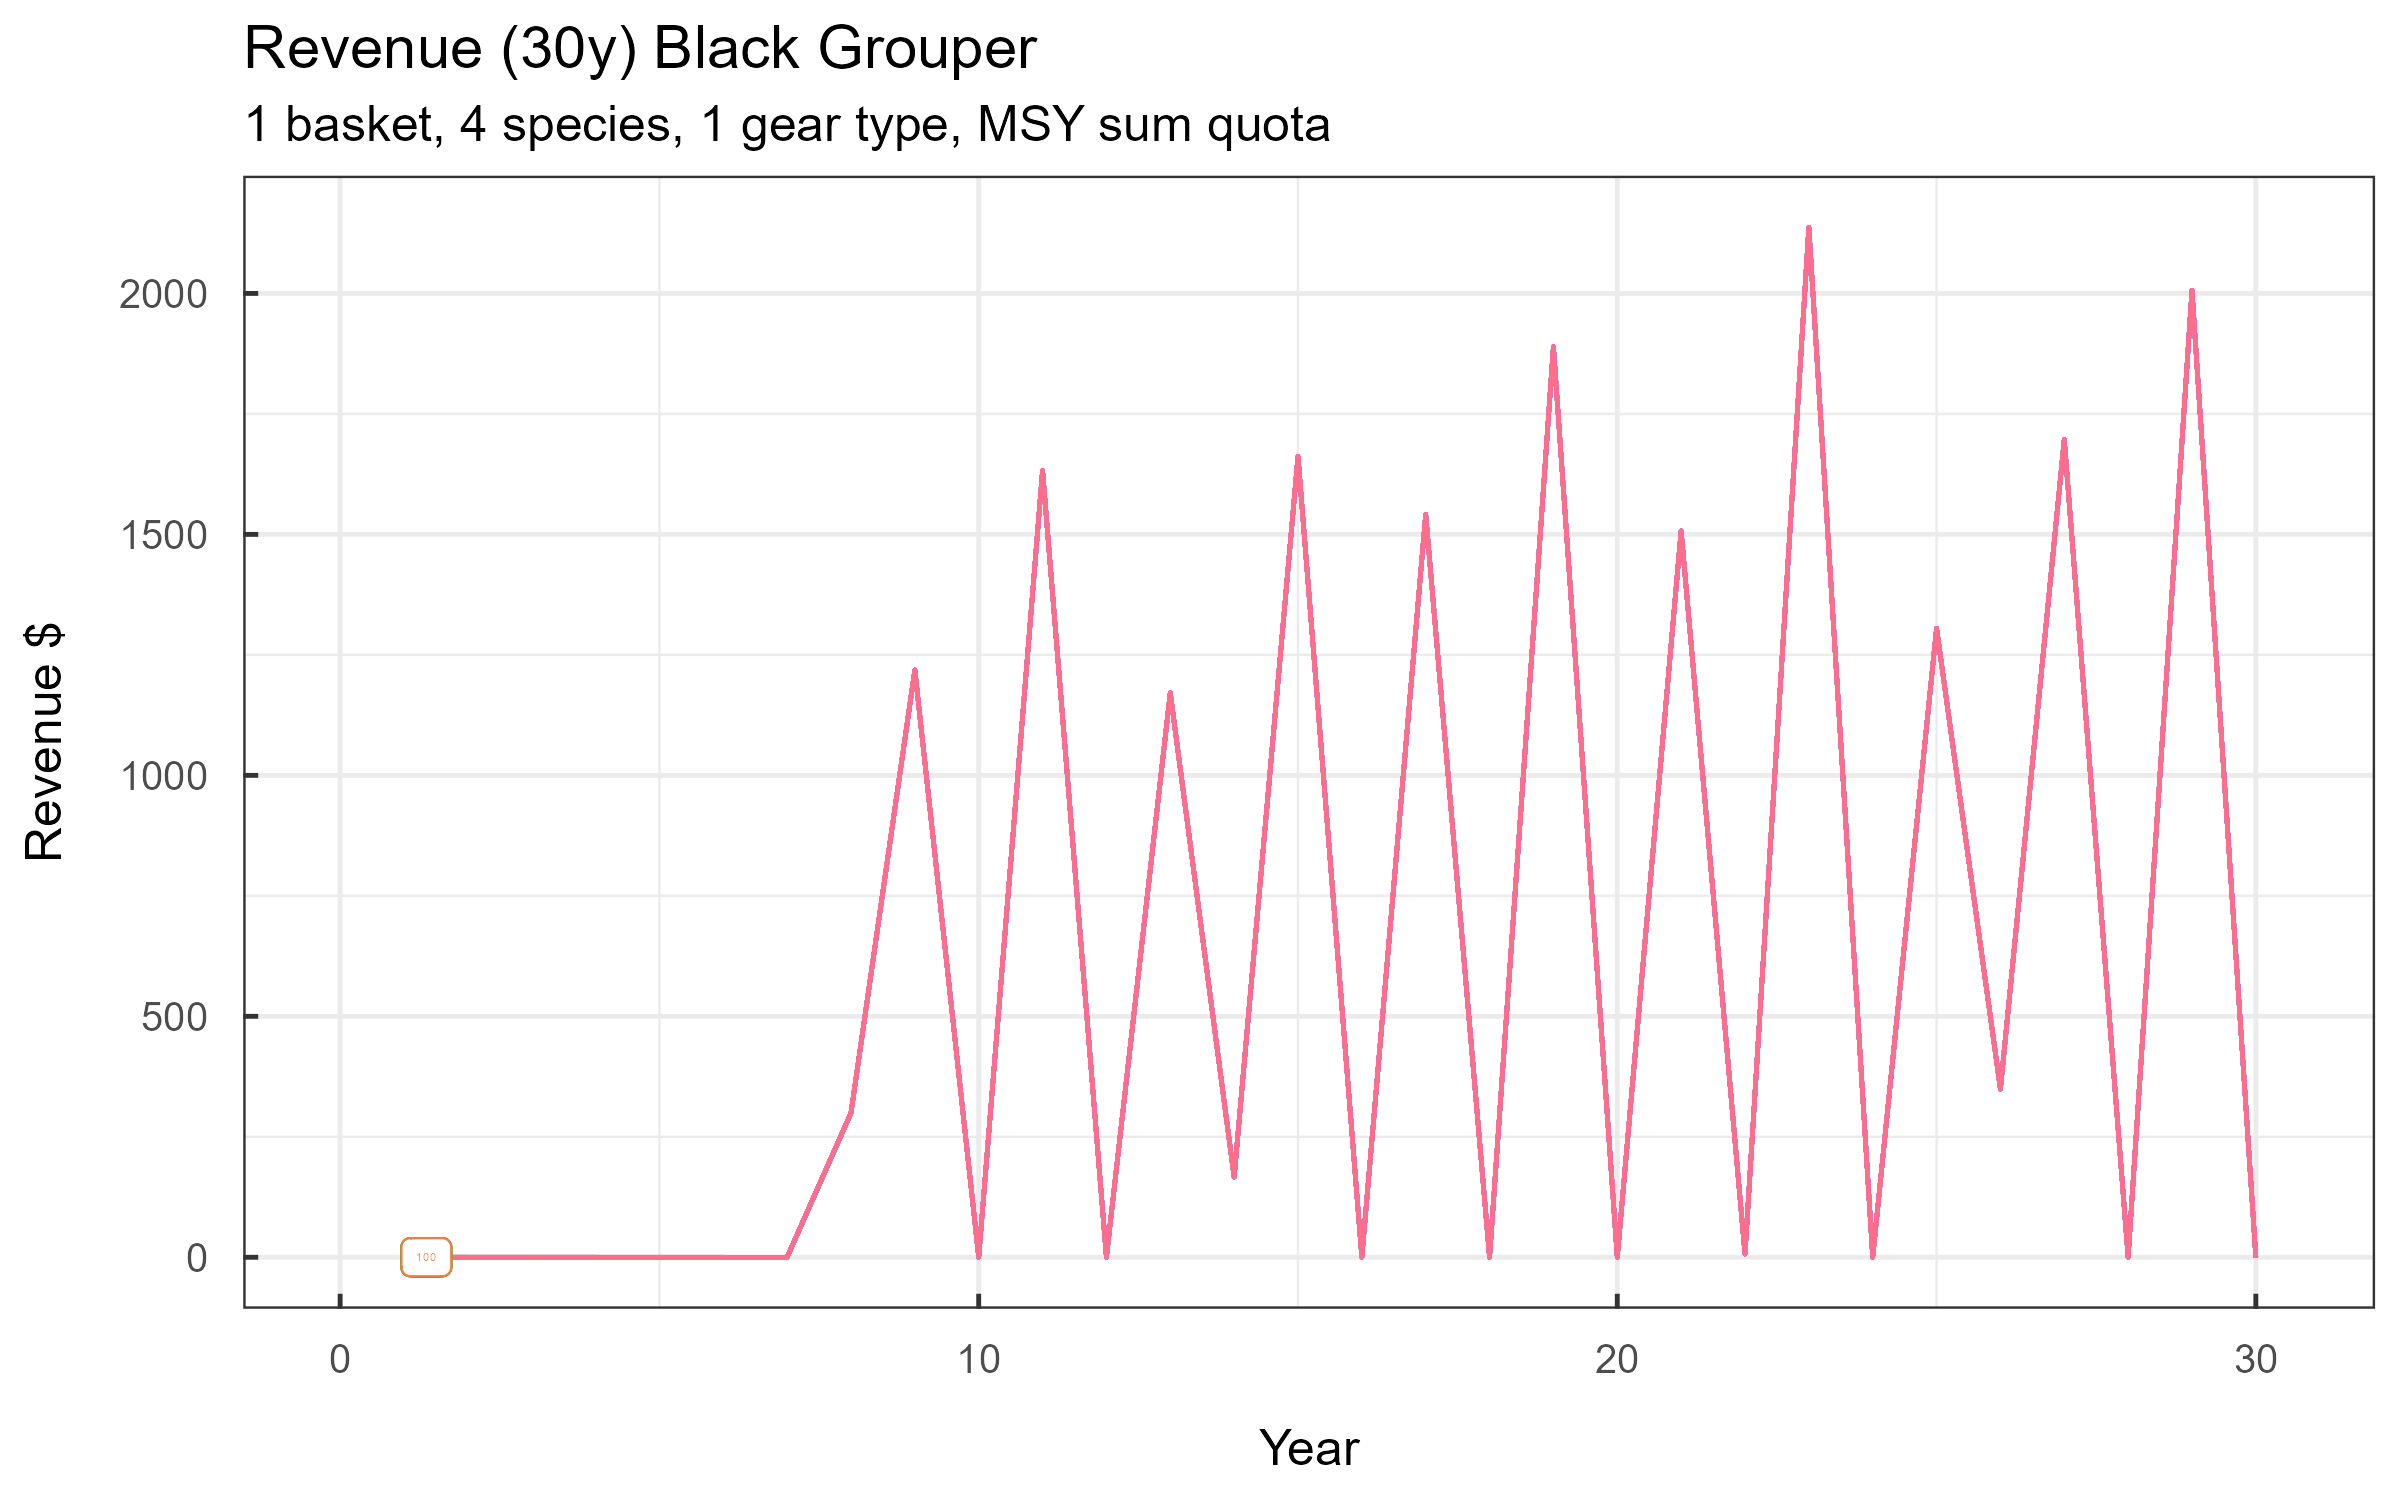 Revenue (30y) Black Grouper
1 basket, 4 species, 1 gear type, MSY sum quota
Revenue $
2000
1500
1000
500
0
100
0
10
20
30
Year